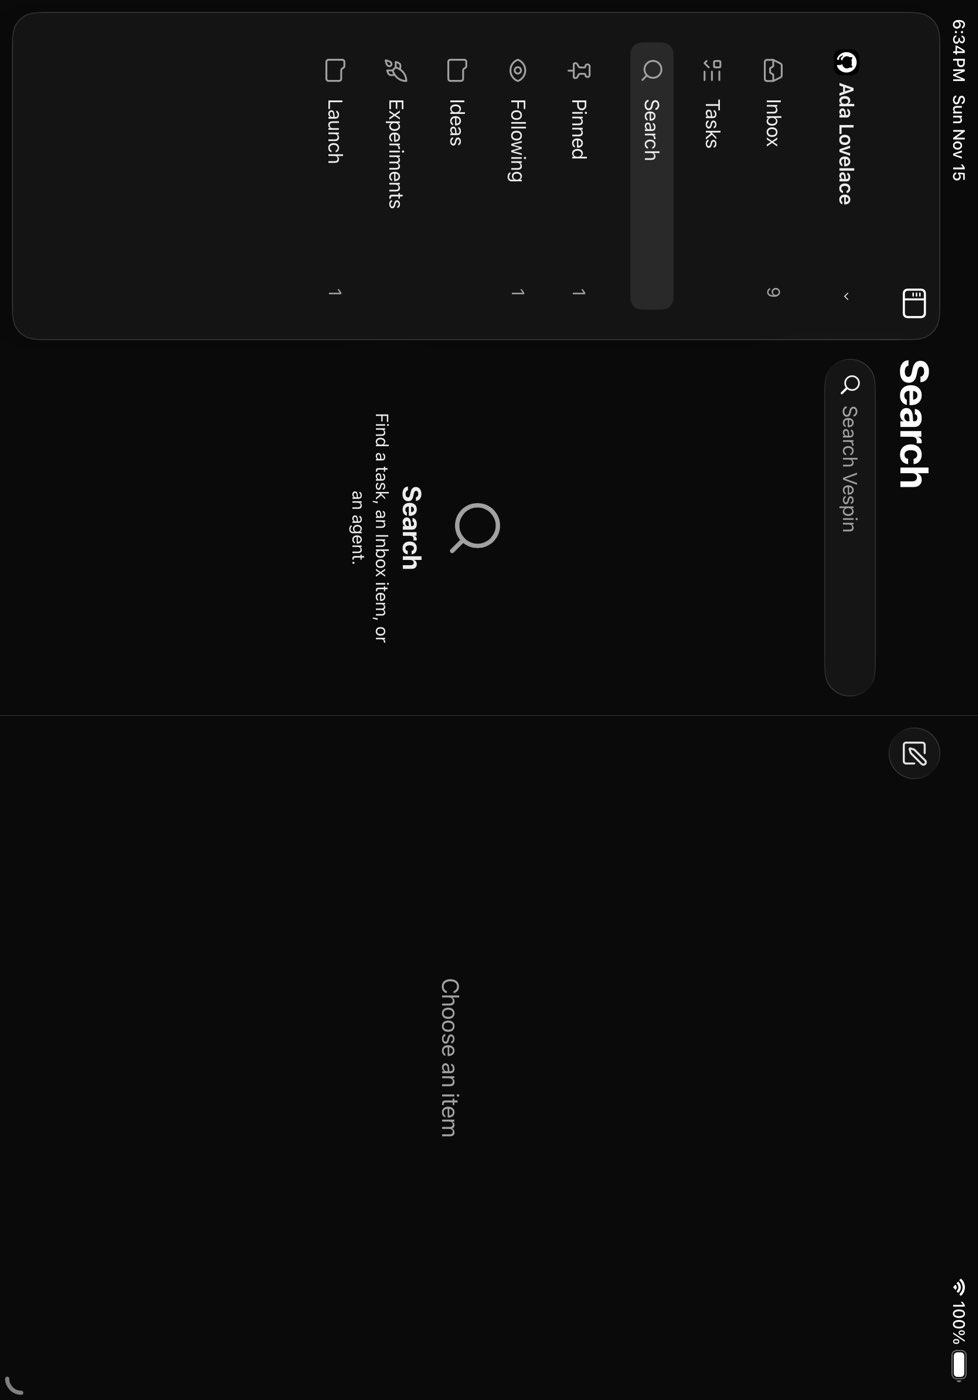 6:34 PM Sun Nov 15
100%
Ada Lovelace
Inbox 9
Tasks
Search
Pinned 1
Following 1
Ideas
Experiments
Launch 1
Search
Search Vespin
Search
Find a task, an Inbox item, or
an agent.
Choose an item